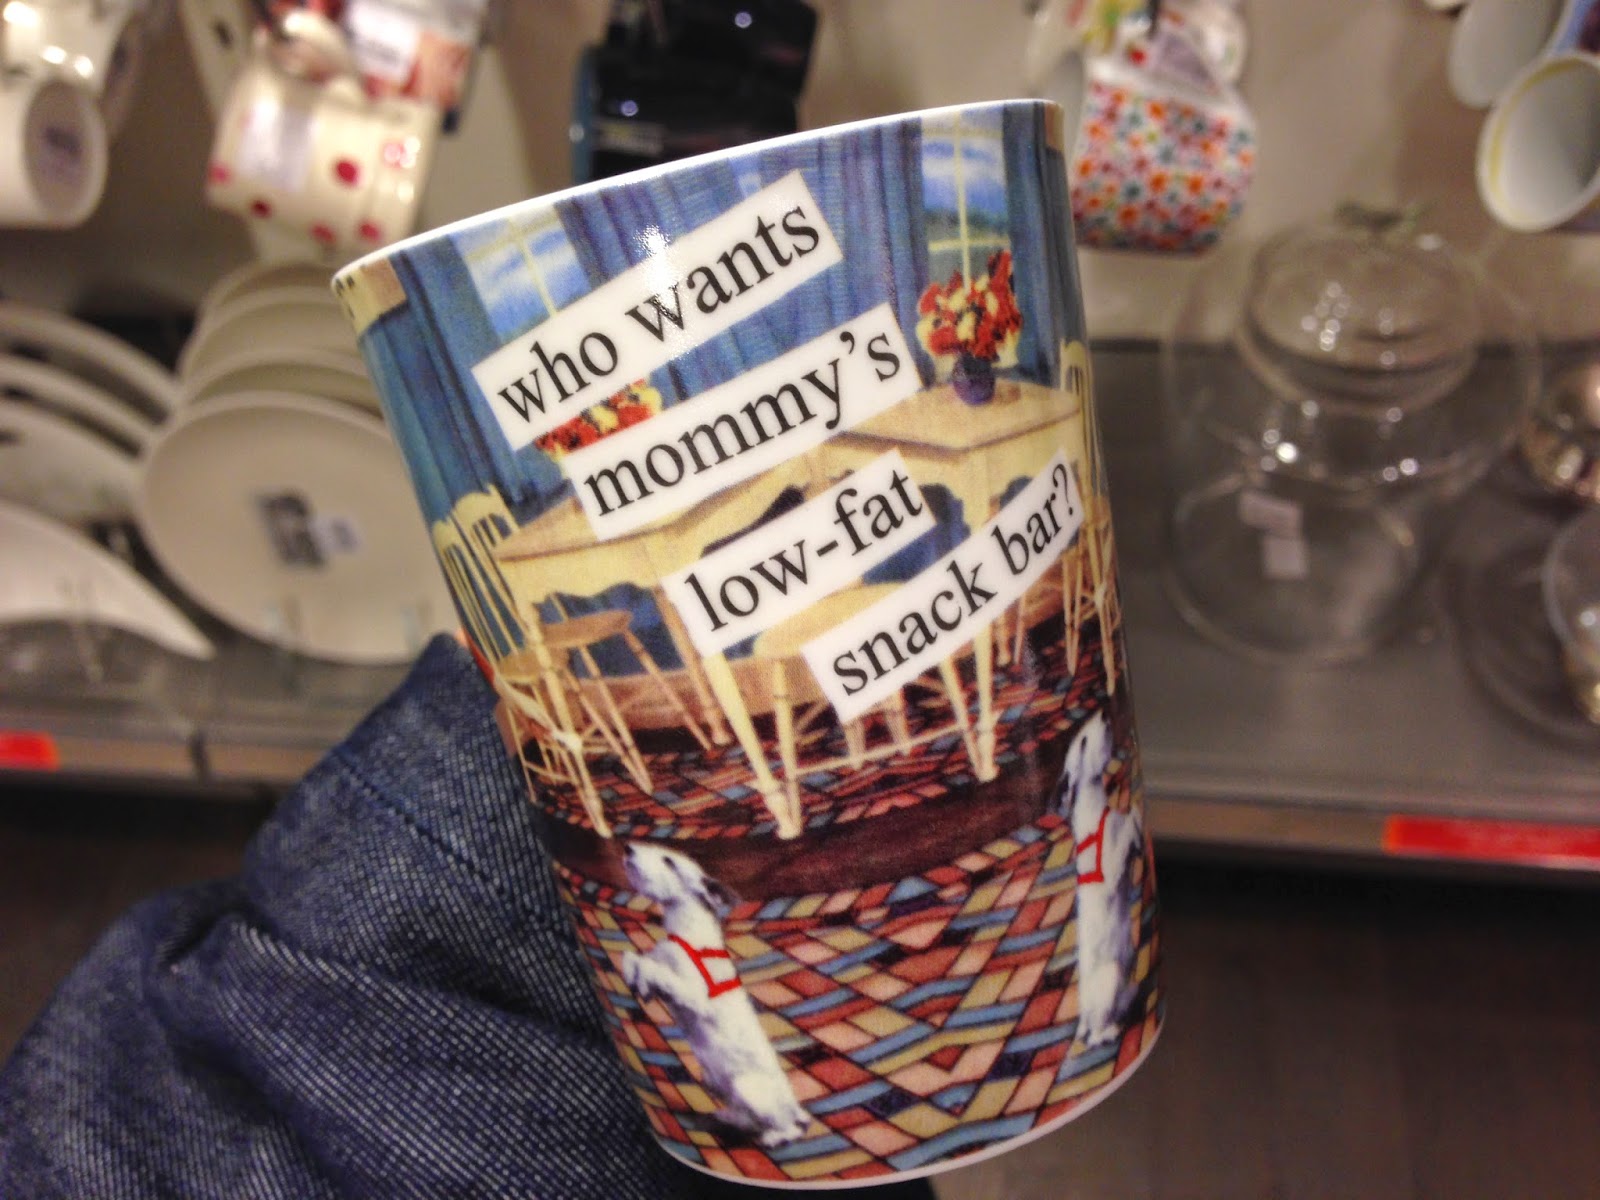 who wants
mommy's
low-fat
snack bar?